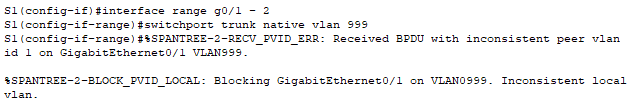 S1(config-if)#interface range g0/1 - 2
S1(config-if-range)#switchport trunk native vlan 999
S1(config-if-range)#%SPANTREE-2-RECV_PVID_ERR: Received BPDU with inconsistent peer vlan
id 1 on GigabitEthernet0/1 VLAN999.
%SPANTREE-2-BLOCK_PVID_LOCAL: Blocking GigabitEthernet0/1 on VLAN0999. Inconsistent local
vlan.